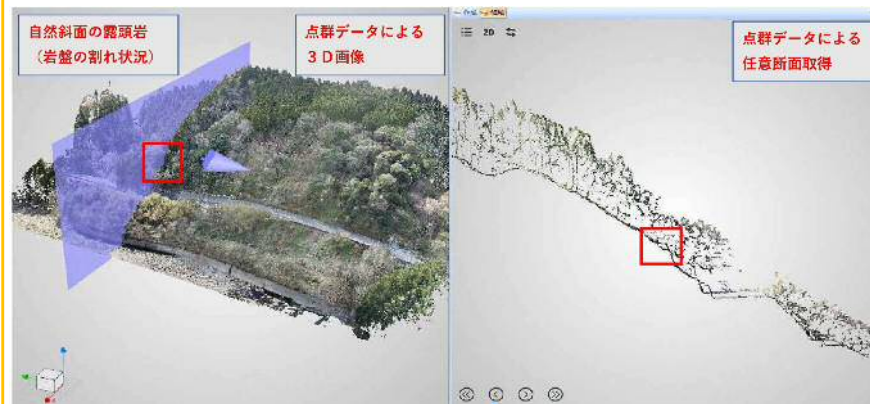 自然斜面の露頭岩
（岩盤の割れ状況）
点群データによる
３Ｄ画像
2D
点群データによる
任意断面取得